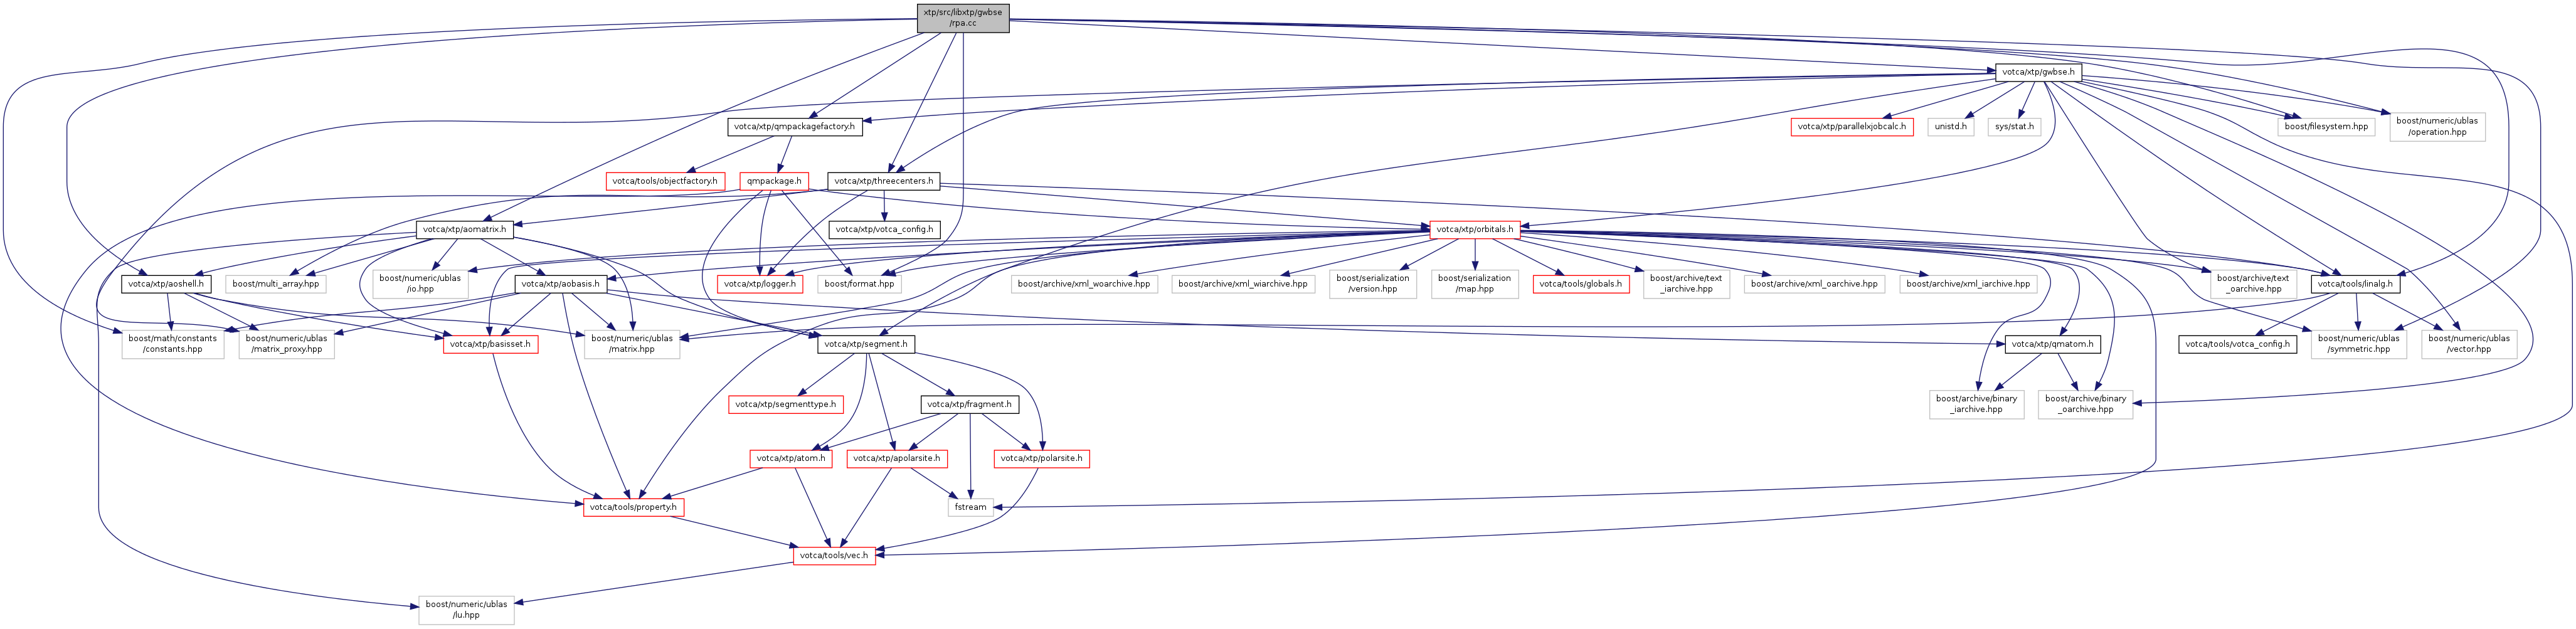 xtp/src/libxtp/gwbse
/rpa.cc
votca/xtp/gwbse.h
votca/xtp/qmpackagefactory.h
votca/xtp/parallelxjobcalc.h
unistd.h
sys/stat.h
boost/filesystem.hpp
boost/numeric/ublas
/operation.hpp
votca/tools/objectfactory.h
qmpackage.h
votca/xtp/threecenters.h
votca/xtp/aomatrix.h
votca/xtp/votca_config.h
votca/xtp/orbitals.h
votca/xtp/aoshell.h
boost/multi_array.hpp
boost/numeric/ublas
/io.hpp
votca/xtp/aobasis.h
votca/xtp/logger.h
boost/format.hpp
boost/archive/xml_woarchive.hpp
boost/archive/xml_wiarchive.hpp
boost/serialization
/version.hpp
boost/serialization
/map.hpp
votca/tools/globals.h
boost/archive/text
_iarchive.hpp
boost/archive/xml_oarchive.hpp
boost/archive/xml_iarchive.hpp
boost/archive/text
_oarchive.hpp
votca/tools/linalg.h
boost/math/constants
/constants.hpp
boost/numeric/ublas
/matrix_proxy.hpp
votca/xtp/basisset.h
boost/numeric/ublas
/matrix.hpp
votca/xtp/segment.h
votca/xtp/qmatom.h
votca/tools/votca_config.h
boost/numeric/ublas
/symmetric.hpp
boost/numeric/ublas
/vector.hpp
votca/xtp/segmenttype.h
votca/xtp/fragment.h
boost/archive/binary
_iarchive.hpp
boost/archive/binary
_oarchive.hpp
votca/xtp/atom.h
votca/xtp/apolarsite.h
votca/xtp/polarsite.h
votca/tools/property.h
fstream
votca/tools/vec.h
boost/numeric/ublas
/lu.hpp